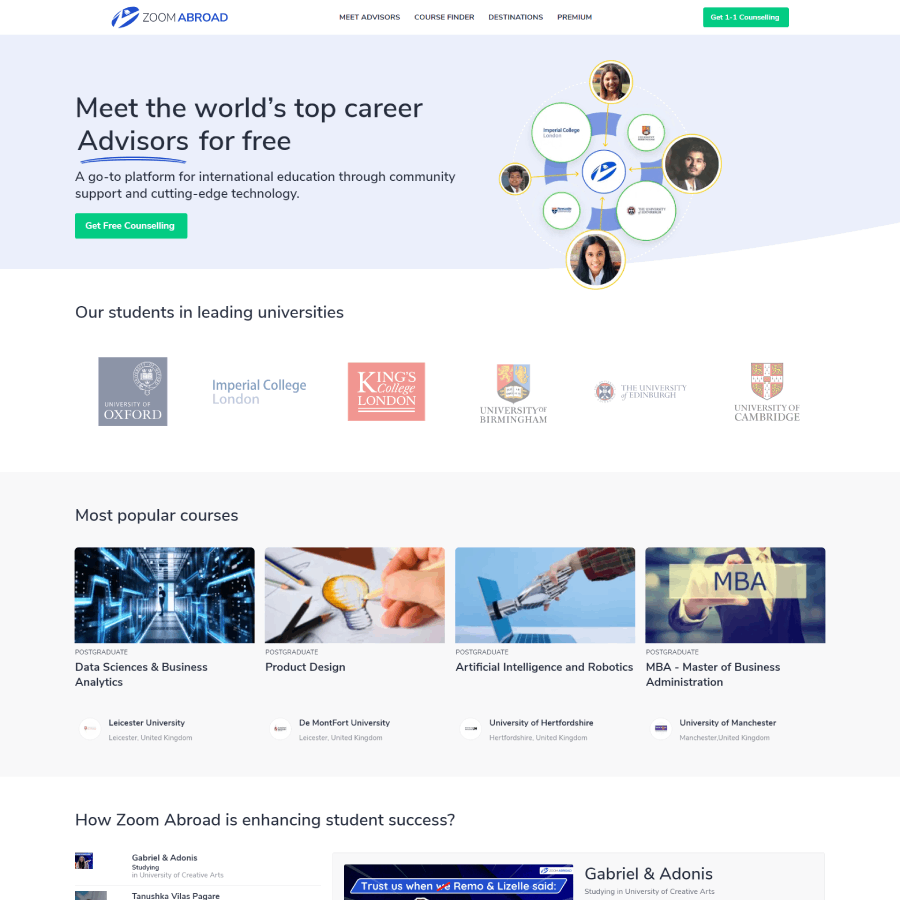 ZOOM ABROAD
MEET ADVISORS
COURSE FINDER
DESTINATIONS
PREMIUM
Get 1-1 Counselling
Meet the world's top career
Advisors for free
A go-to platform for international education through community
support and cutting-edge technology.
Get Free Counselling
Imperial College
London
Our students in leading universities
UNIVERSITY OF
OXFORD
Imperial College
London
KING'S
College
LONDON
UNIVERSITY OF
BIRMINGHAM
THE UNIVERSITY
of EDINBURGH
UNIVERSITY OF
CAMBRIDGE
Most popular courses
MBA
POSTGRADUATE
Data Sciences & Business
Analytics
Leicester University
Leicester, United Kingdom
POSTGRADUATE
Product Design
De MontFort University
Leicester, United Kingdom
POSTGRADUATE
Artificial Intelligence and Robotics
University of Hertfordshire
Hertfordshire, United Kingdom
POSTGRADUATE
MBA - Master of Business
Administration
University of Manchester
Manchester,United Kingdom
How Zoom Abroad is enhancing student success?
Gabriel & Adonis
Studying
in University of Creative Arts
Tanushka Vilas Pagare
ZOOM ABROAD
Trust us when we Remo & Lizelle said:
Gabriel & Adonis
Studying in University of Creative Arts